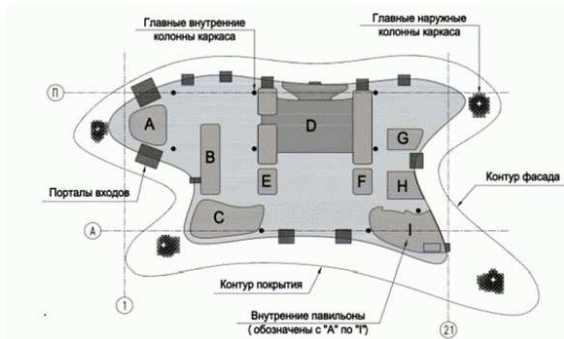 Главные внутренние
колонны каркаса
Главные наружные
колонны каркаса
П
A
B
C
D
E
F
G
H
I
Порталы входов
Контур фасада
А
Контур покрытия
1
Внутренние павильоны
( обозначены с "А" по "I")
21